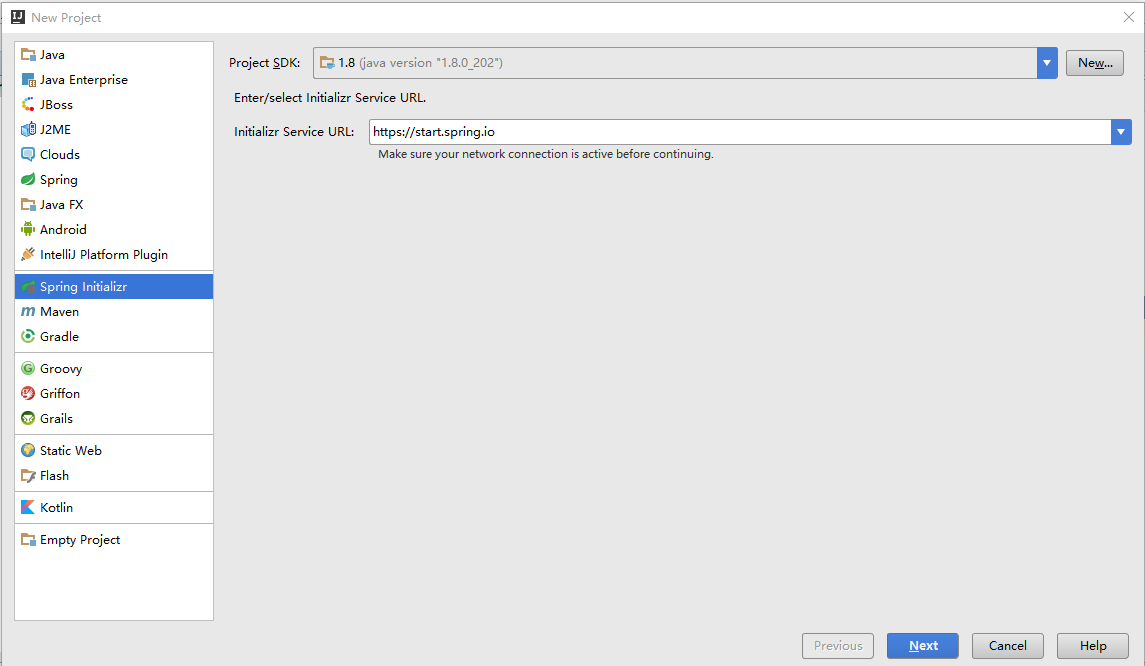 New Project
Java
Java Enterprise
JBoss
J2ME
Clouds
Spring
Java FX
Android
IntelliJ Platform Plugin
Spring Initializr
Maven
Gradle
Groovy
Griffon
Grails
Static Web
Flash
Kotlin
Empty Project
Project SDK: 1.8 (java version "1.8.0_202") New...
Enter/select Initializr Service URL.
Initializr Service URL: https://start.spring.io
Make sure your network connection is active before continuing.
Previous Next Cancel Help